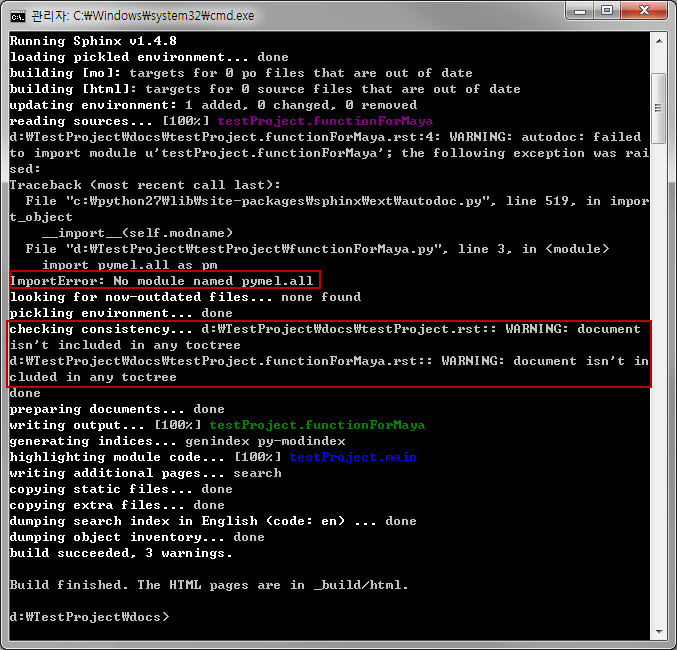 관리자: C:₩Windows₩system32₩cmd.exe
Running Sphinx v1.4.8
loading pickled environment... done
building [mo]: targets for 0 po files that are out of date
building [html]: targets for 0 source files that are out of date
updating environment: 1 added, 0 changed, 0 removed
reading sources... [100%] testProject.functionForMaya
d:₩TestProject₩docs₩testProject.functionForMaya.rst:4: WARNING: autodoc: failed
to import module u'testProject.functionForMaya'; the following exception was rai
sed:
Traceback (most recent call last):
  File "c:₩python27₩lib₩site-packages₩sphinx₩ext₩autodoc.py", line 519, in impor
t_object
    __import__(self.modname)
  File "d:₩TestProject₩testProject₩functionForMaya.py", line 3, in <module>
    import pymel.all as pm
ImportError: No module named pymel.all
looking for now-outdated files... none found
pickling environment... done
checking consistency... d:₩TestProject₩docs₩testProject.rst:: WARNING: document
isn't included in any toctree
d:₩TestProject₩docs₩testProject.functionForMaya.rst:: WARNING: document isn't in
cluded in any toctree
done
preparing documents... done
writing output... [100%] testProject.functionForMaya
generating indices... genindex py-modindex
highlighting module code... [100%] testProject.main
writing additional pages... search
copying static files... done
copying extra files... done
dumping search index in English (code: en) ... done
dumping object inventory... done
build succeeded, 3 warnings.
Build finished. The HTML pages are in _build/html.
d:₩TestProject₩docs>